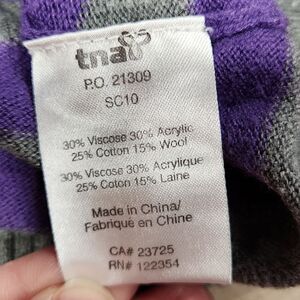 tna
P.O. 21309
SC10
30% Viscose 30% Acrylic
25% Cotton 15% Wool
30% Viscose 30% Acrylique
25% Coton 15% Laine
Made in China/
Fabriqué en Chine
CA# 23725
RN# 122354